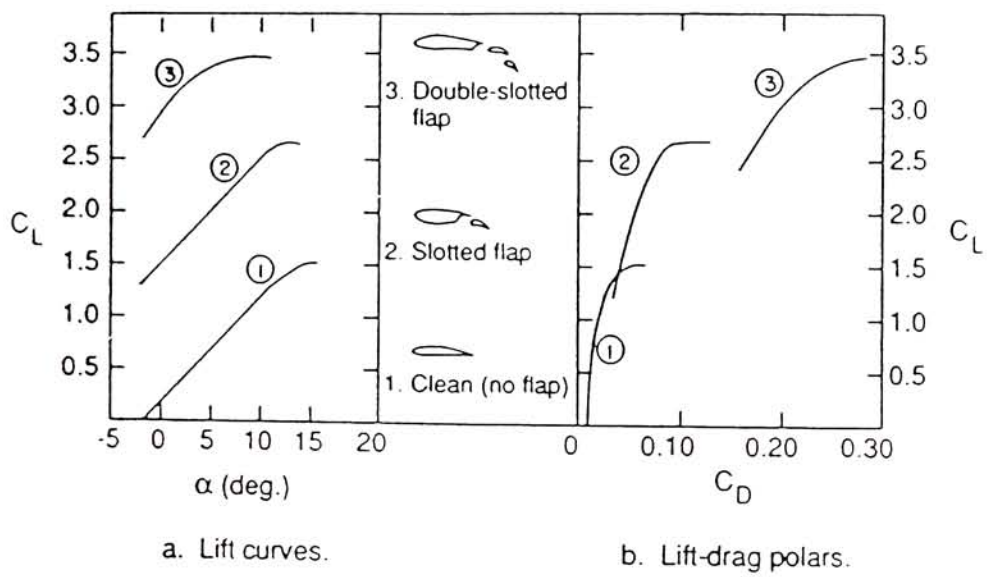 3.5
3.0
2.5
2.0
1.5
1.0
0.5
C_L
-5 0 5 10 15 20
α (deg.)
③
②
①
a. Lift curves.
3. Double-slotted
flap
2. Slotted flap
1. Clean (no flap)
③
②
①
0 0.10 0.20 0.30
C_D
3.5
3.0
2.5
2.0
1.5
1.0
0.5
C_L
b. Lift-drag polars.